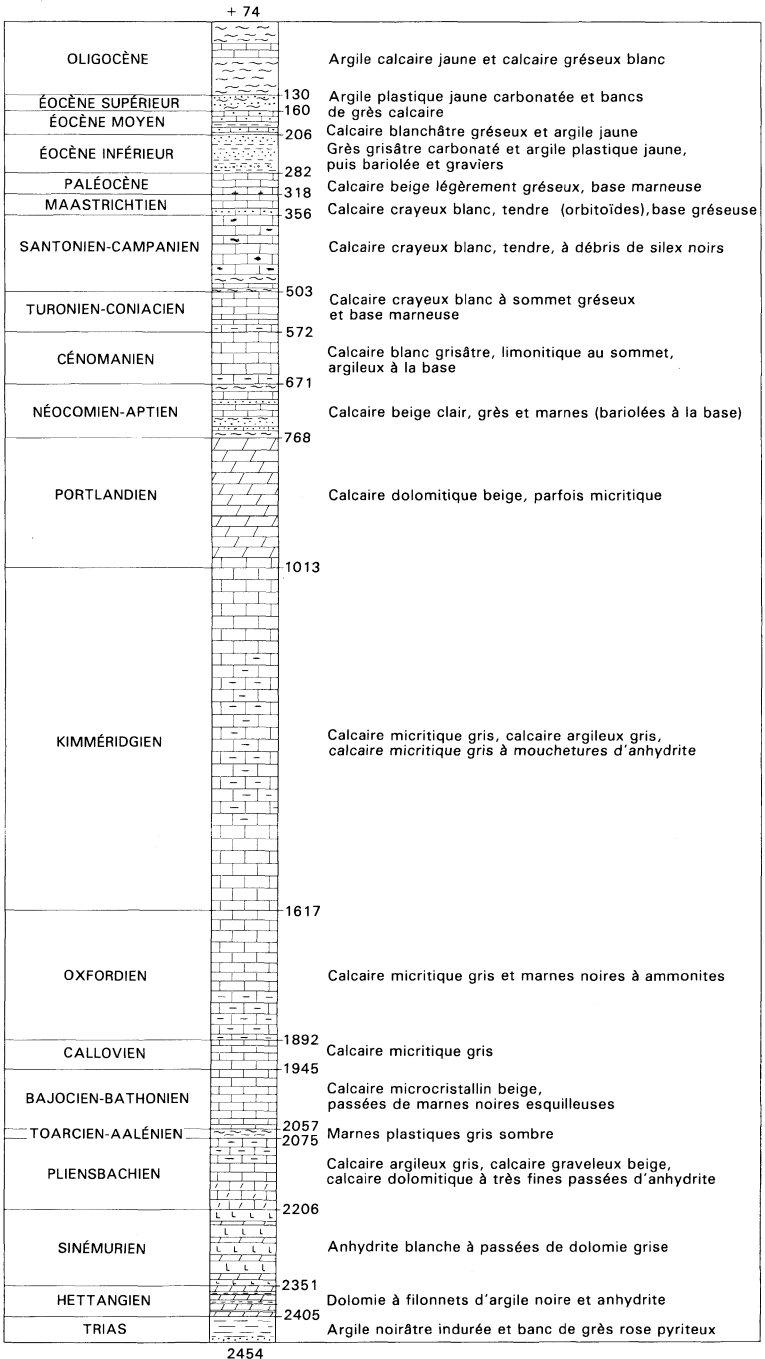 + 74
OLIGOCÈNE
Argile calcaire jaune et calcaire gréseux blanc
130
ÉOCÈNE SUPÉRIEUR
Argile plastique jaune carbonatée et bancs
de grès calcaire
160
ÉOCÈNE MOYEN
Calcaire blanchâtre gréseux et argile jaune
206
ÉOCÈNE INFÉRIEUR
Grès grisâtre carbonaté et argile plastique jaune,
puis bariolée et graviers
282
PALÉOCÈNE
Calcaire beige légèrement gréseux, base marneuse
318
MAASTRICHTIEN
Calcaire crayeux blanc, tendre (orbitoïdes), base gréseuse
356
SANTONIEN-CAMPANIEN
Calcaire crayeux blanc, tendre, à débris de silex noirs
503
TURONIEN-CONIACIEN
Calcaire crayeux blanc à sommet gréseux
et base marneuse
572
CÉNOMANIEN
Calcaire blanc grisâtre, limonitique au sommet,
argileux à la base
671
NÉOCOMIEN-APTIEN
Calcaire beige clair, grès et marnes (bariolées à la base)
768
PORTLANDIEN
Calcaire dolomitique beige, parfois micritique
1013
KIMMÉRIDGIEN
Calcaire micritique gris, calcaire argileux gris,
calcaire micritique gris à mouchetures d'anhydrite
1617
OXFORDIEN
Calcaire micritique gris et marnes noires à ammonites
1892
CALLOVIEN
Calcaire micritique gris
1945
BAJOCIEN-BATHONIEN
Calcaire microcristallin beige,
passées de marnes noires esquilleuses
2057
TOARCIEN-AALÉNIEN
Marnes plastiques gris sombre
2075
PLIENSBACHIEN
Calcaire argileux gris, calcaire graveleux beige,
calcaire dolomitique à très fines passées d'anhydrite
2206
SINÉMURIEN
Anhydrite blanche à passées de dolomie grise
2351
HETTANGIEN
Dolomie à filonnets d'argile noire et anhydrite
2405
TRIAS
Argile noirâtre indurée et banc de grès rose pyriteux
2454